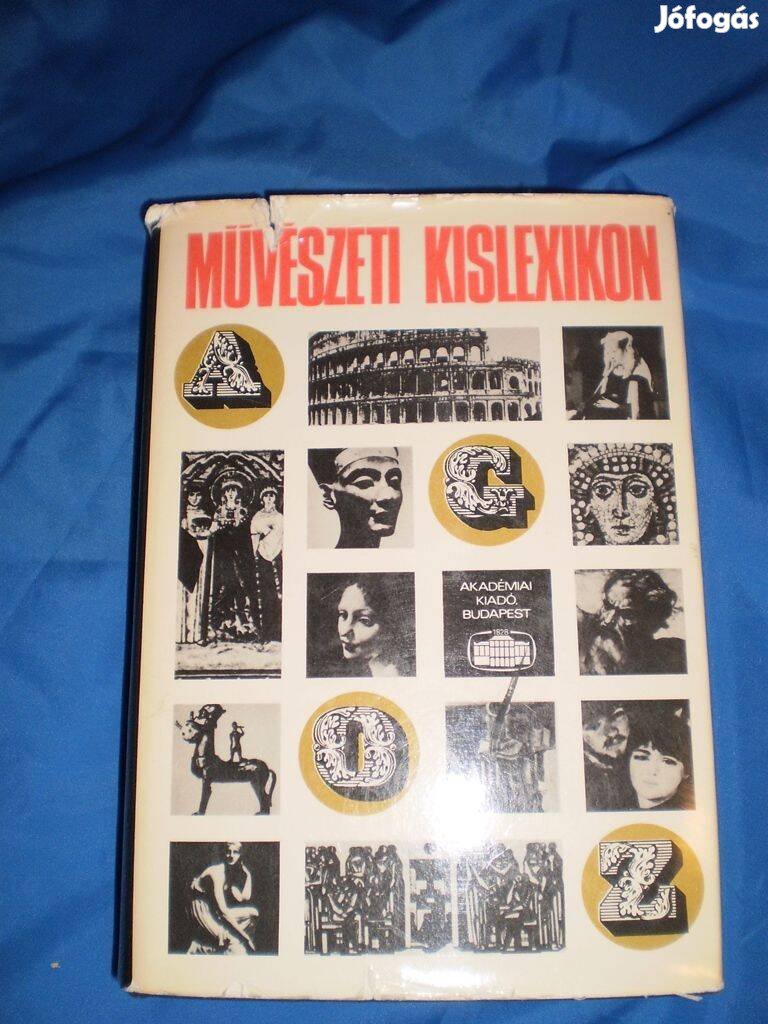 Jófogás
MŰVÉSZETI KISLEXIKON
A
G
AKADÉMIAI
KIADÓ,
BUDAPEST
1828
O
Z